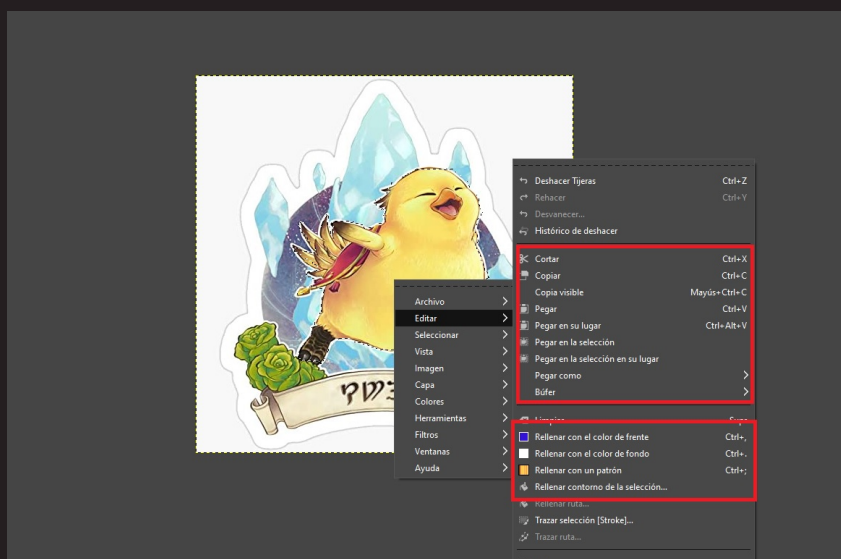 Deshacer Tijeras Ctrl+Z
Rehacer Ctrl+Y
Desvanecer...
Histórico de deshacer
Cortar Ctrl+X
Copiar Ctrl+C
Copia visible Mayús+Ctrl+C
Pegar Ctrl+V
Pegar en su lugar Ctrl+Alt+V
Pegar en la selección
Pegar en la selección en su lugar
Pegar como
Búfer
Limpiar Supr
Rellenar con el color de frente Ctrl+,
Rellenar con el color de fondo Ctrl+.
Rellenar con un patrón Ctrl+;
Rellenar contorno de la selección...
Rellenar ruta...
Trazar selección [Stroke]...
Trazar ruta...
Archivo
Editar
Seleccionar
Vista
Imagen
Capa
Colores
Herramientas
Filtros
Ventanas
Ayuda